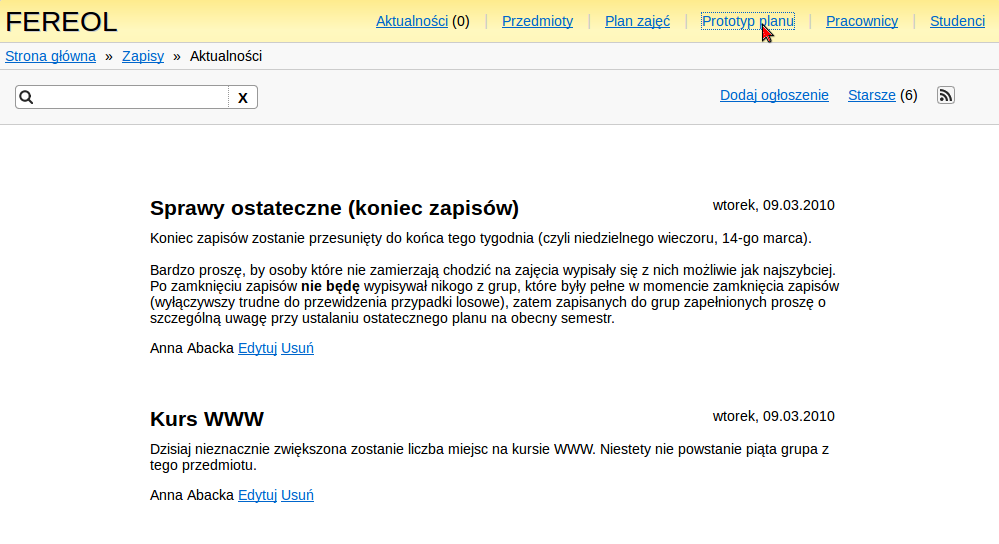 FEREOL
Aktualności (0) | Przedmioty | Plan zajęć | Prototyp planu | Pracownicy | Studenci
Strona główna » Zapisy » Aktualności
X
Dodaj ogłoszenie Starsze (6)
Sprawy ostateczne (koniec zapisów)
wtorek, 09.03.2010
Koniec zapisów zostanie przesunięty do końca tego tygodnia (czyli niedzielnego wieczoru, 14-go marca).
Bardzo proszę, by osoby które nie zamierzają chodzić na zajęcia wypisały się z nich możliwie jak najszybciej.
Po zamknięciu zapisów nie będę wypisywał nikogo z grup, które były pełne w momencie zamknięcia zapisów
(wyłączywszy trudne do przewidzenia przypadki losowe), zatem zapisanych do grup zapełnionych proszę o
szczególną uwagę przy ustalaniu ostatecznego planu na obecny semestr.
Anna Abacka Edytuj Usuń
Kurs WWW
wtorek, 09.03.2010
Dzisiaj nieznacznie zwiększona zostanie liczba miejsc na kursie WWW. Niestety nie powstanie piąta grupa z
tego przedmiotu.
Anna Abacka Edytuj Usuń